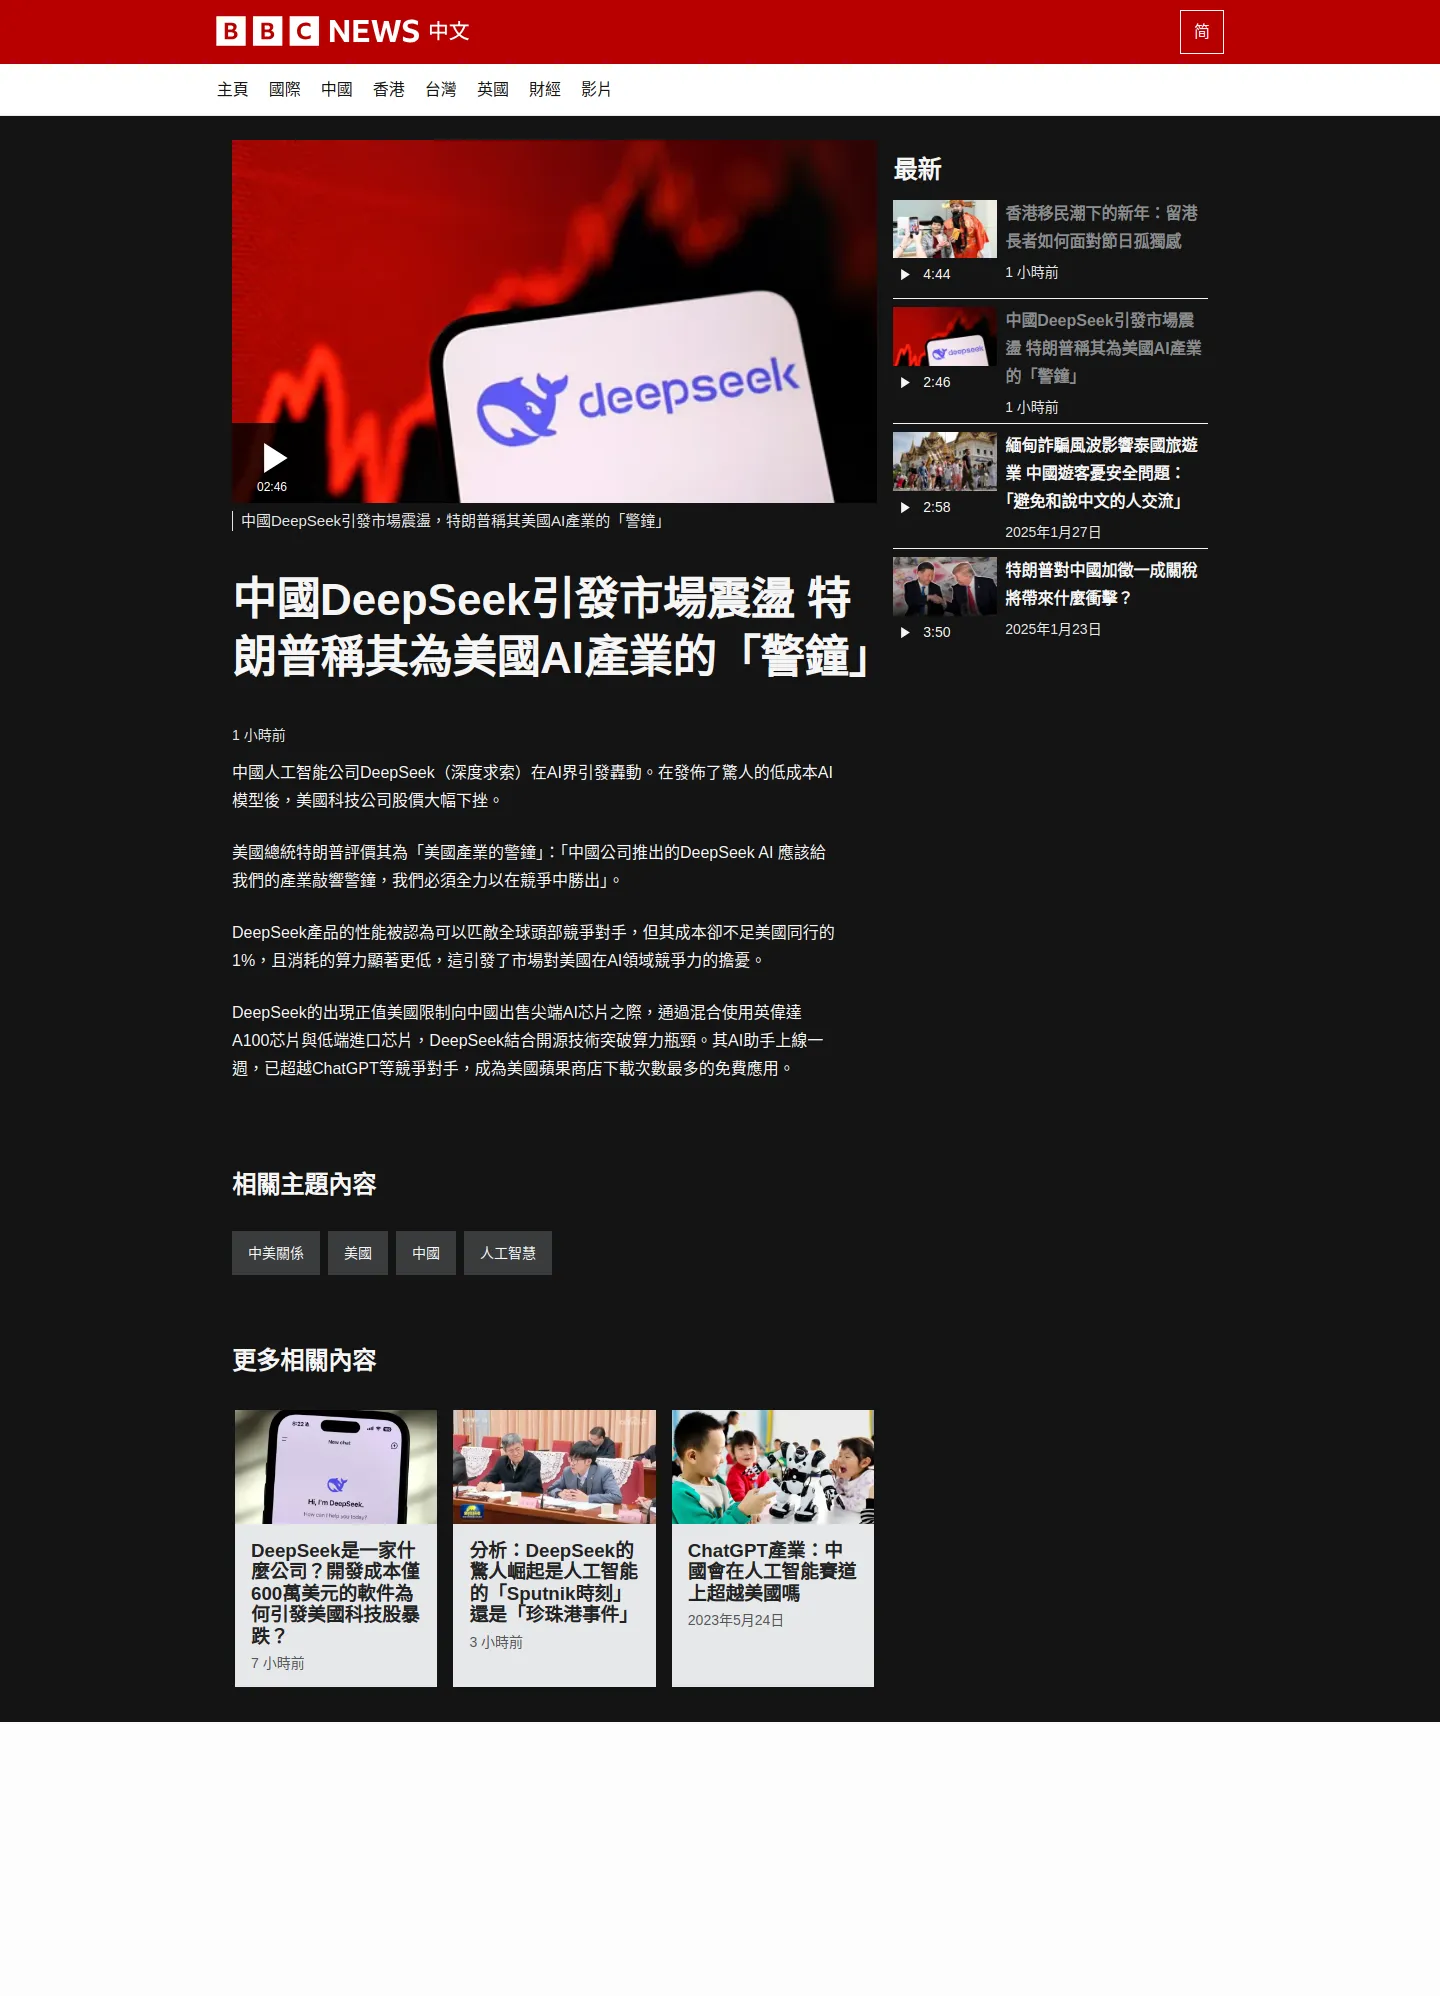 BBC NEWS 中文
简
主頁 國際 中國 香港 台灣 英國 財經 影片
deepseek
02:46
中國DeepSeek引發市場震盪，特朗普稱其美國AI產業的「警鐘」
中國DeepSeek引發市場震盪 特
朗普稱其為美國AI產業的「警鐘」
1 小時前
中國人工智能公司DeepSeek（深度求索）在AI界引發轟動。在發佈了驚人的低成本AI
模型後，美國科技公司股價大幅下挫。
美國總統特朗普評價其為「美國產業的警鐘」：「中國公司推出的DeepSeek AI 應該給
我們的產業敲響警鐘，我們必須全力以在競爭中勝出」。
DeepSeek產品的性能被認為可以匹敵全球頭部競爭對手，但其成本卻不足美國同行的
1%，且消耗的算力顯著更低，這引發了市場對美國在AI領域競爭力的擔憂。
DeepSeek的出現正值美國限制向中國出售尖端AI芯片之際，通過混合使用英偉達
A100芯片與低端進口芯片，DeepSeek結合開源技術突破算力瓶頸。其AI助手上線一
週，已超越ChatGPT等競爭對手，成為美國蘋果商店下載次數最多的免費應用。
最新
香港移民潮下的新年：留港
長者如何面對節日孤獨感
4:44
1 小時前
deepseek
中國DeepSeek引發市場震
盪 特朗普稱其為美國AI產業
的「警鐘」
2:46
1 小時前
緬甸詐騙風波影響泰國旅遊
業 中國遊客憂安全問題：
「避免和說中文的人交流」
2:58
2025年1月27日
特朗普對中國加徵一成關稅
將帶來什麼衝擊？
3:50
2025年1月23日
相關主題內容
中美關係 美國 中國 人工智慧
更多相關內容
8:22
New chat
Hi, I'm DeepSeek.
How can I help you today?
DeepSeek是一家什
麼公司？開發成本僅
600萬美元的軟件為
何引發美國科技股暴
跌？
7 小時前
分析：DeepSeek的
驚人崛起是人工智能
的「Sputnik時刻」
還是「珍珠港事件」
3 小時前
ChatGPT產業：中
國會在人工智能賽道
上超越美國嗎
2023年5月24日